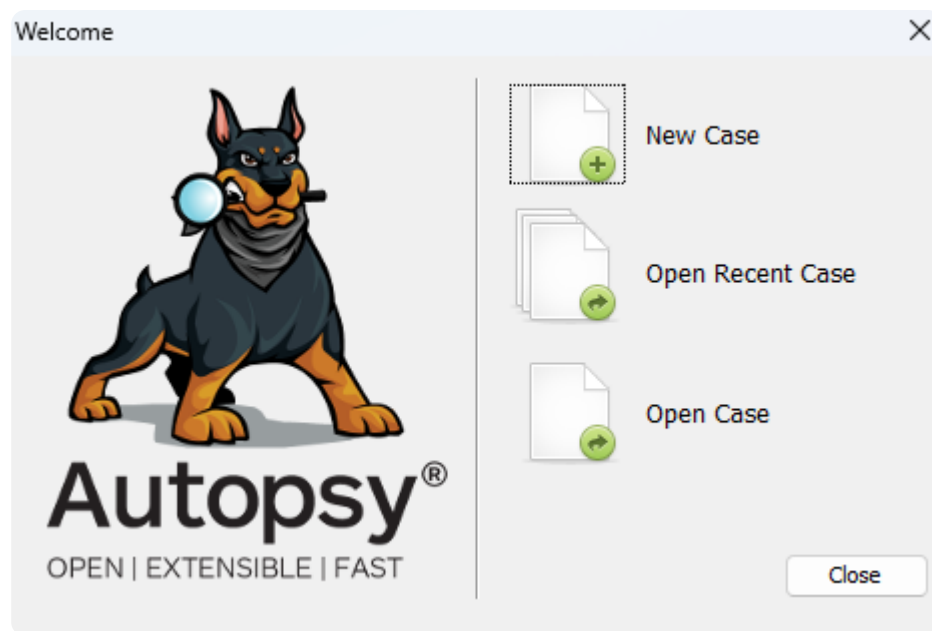 Welcome
New Case
Open Recent Case
Open Case
Autopsy®
OPEN | EXTENSIBLE | FAST
Close